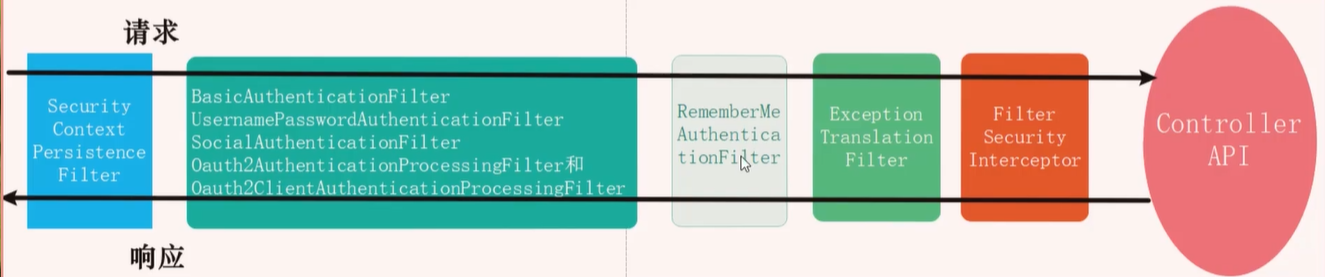 请求
Security
Context
Persistence
Filter
BasicAuthenticationFilter
UsernamePasswordAuthenticationFilter
SocialAuthenticationFilter
Oauth2AuthenticationProcessingFilter和
Oauth2ClientAuthenticationProcessingFilter
RememberMe
Authentica
tionFilter
Exception
Translation
Filter
Filter
Security
Interceptor
Controller
API
响应